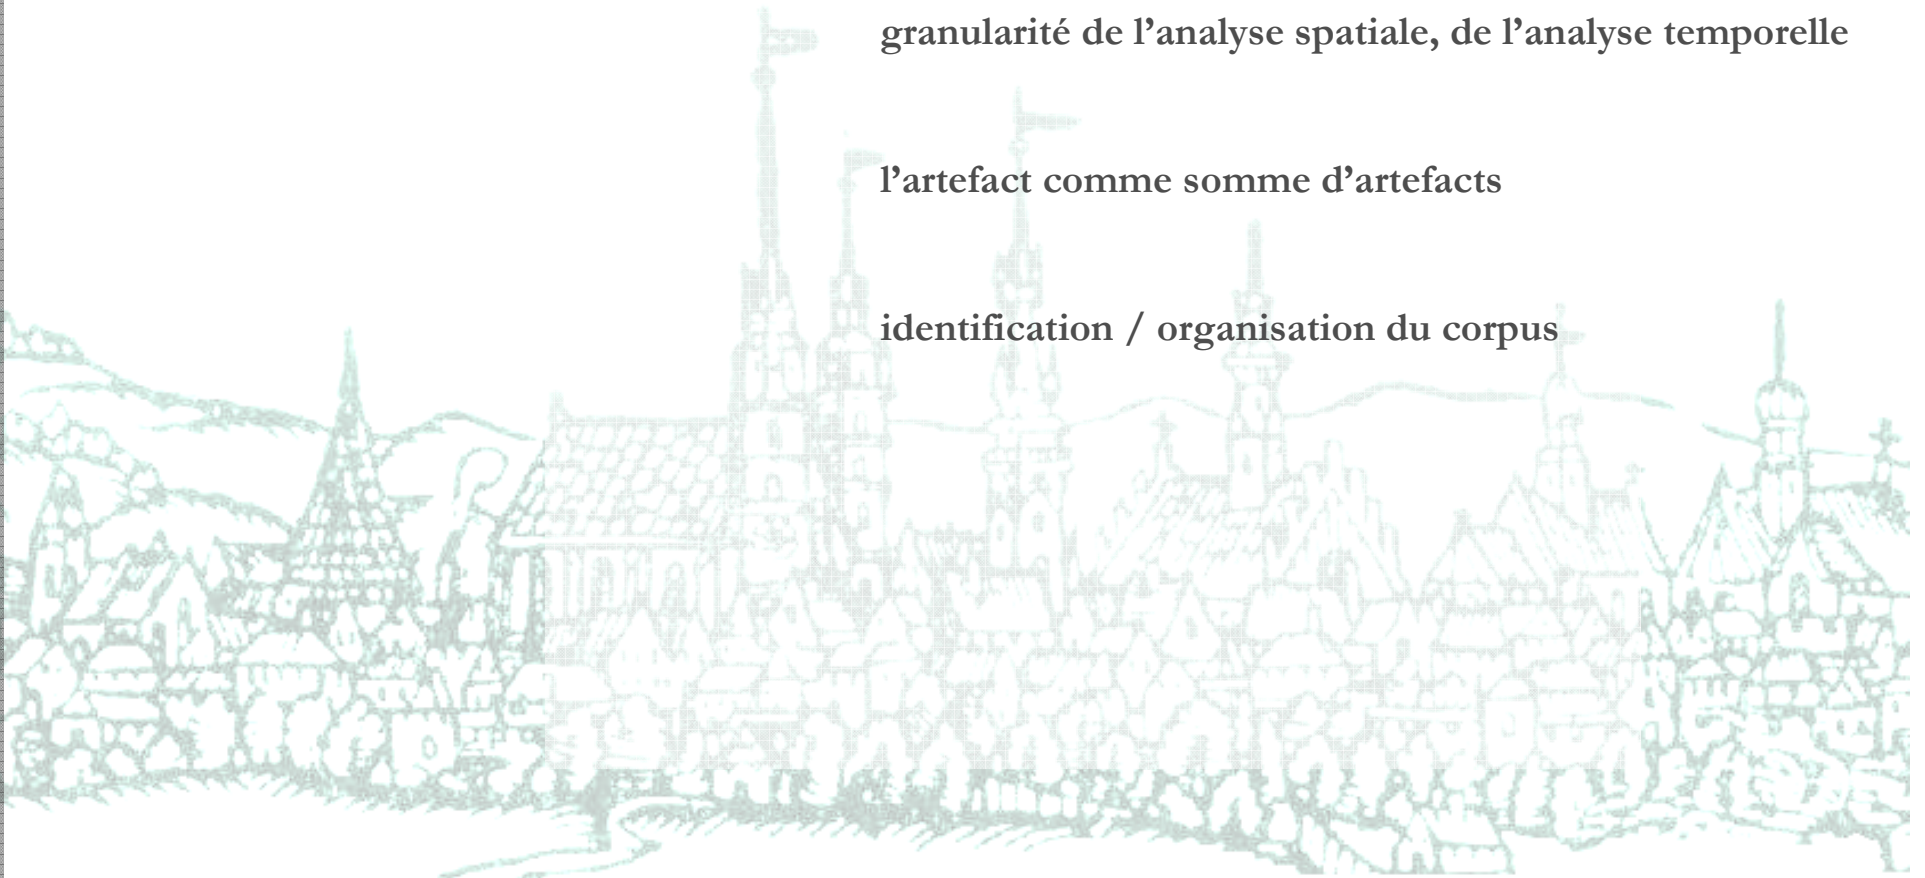 granularité de l’analyse spatiale, de l’analyse temporelle
l’artefact comme somme d’artefacts
identification / organisation du corpus